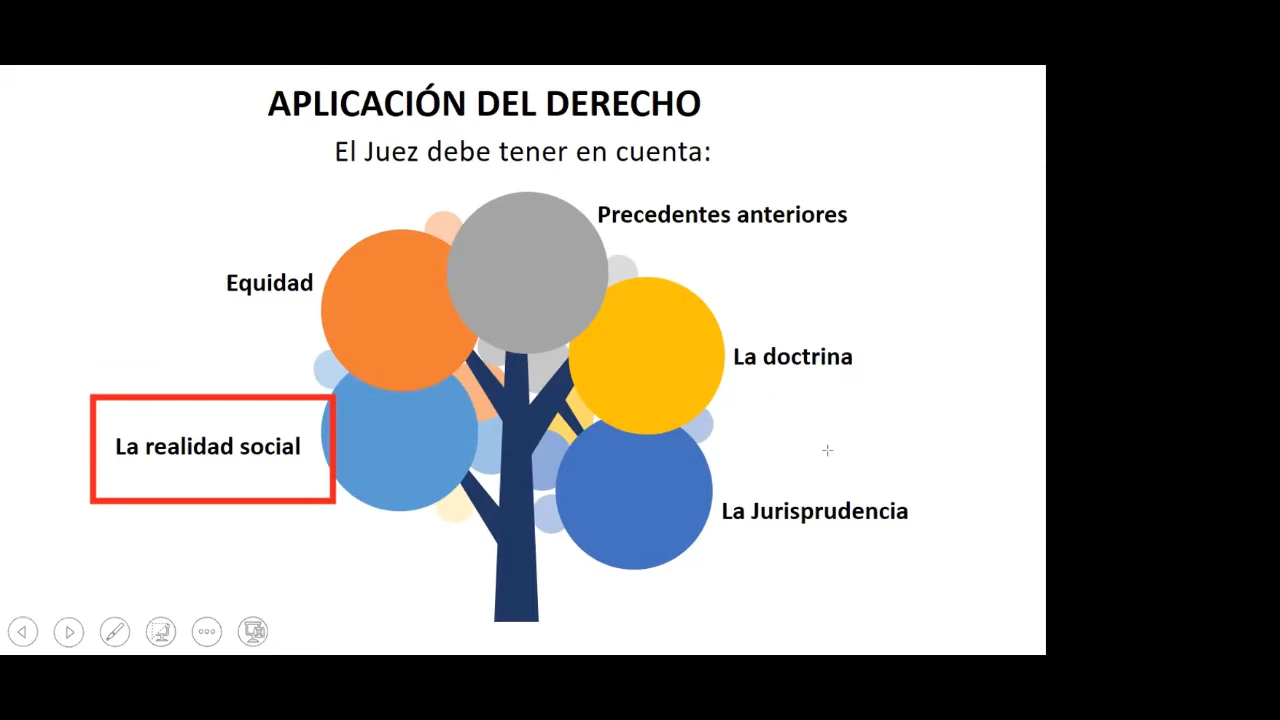 APLICACIÓN DEL DERECHO
El Juez debe tener en cuenta:
Precedentes anteriores
Equidad
La doctrina
La realidad social
La Jurisprudencia